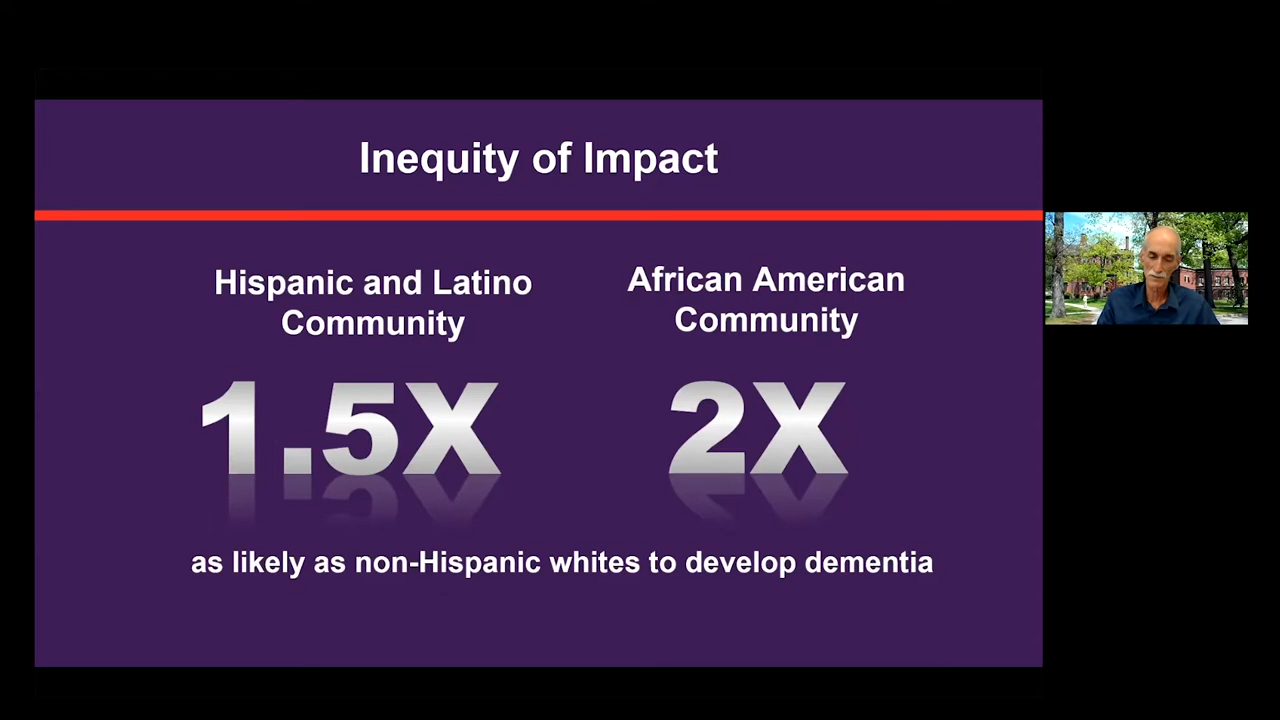 Inequity of Impact
Hispanic and Latino
Community
1.5X
African American
Community
2X
as likely as non-Hispanic whites to develop dementia